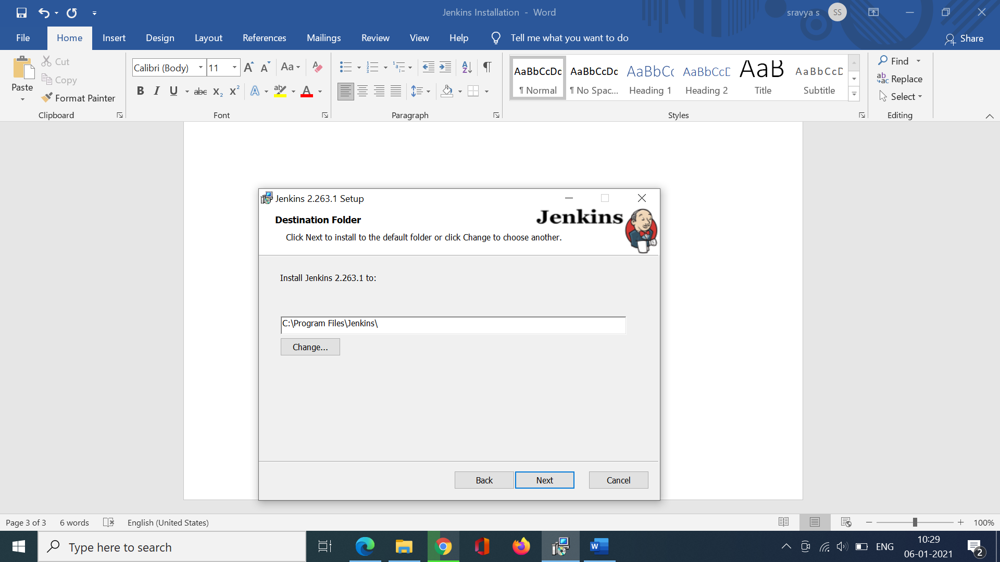 Jenkins Installation - Word
sravya s
SS
File
Home
Insert
Design
Layout
References
Mailings
Review
View
Help
Tell me what you want to do
Share
Paste
Cut
Copy
Format Painter
Clipboard
Calibri (Body)
11
Aa
B I U abc X₂ X²
Font
Paragraph
AaBbCcDc
¶ Normal
AaBbCcDc
¶ No Spac...
AaBbCc
Heading 1
AaBbCcD
Heading 2
AaB
Title
AaBbCcD
Subtitle
Styles
Find
Replace
Select
Editing
Jenkins 2.263.1 Setup
Jenkins
Destination Folder
Click Next to install to the default folder or click Change to choose another.
Install Jenkins 2.263.1 to:
C:\Program Files\Jenkins\
Change...
Back
Next
Cancel
Page 3 of 3
6 words
English (United States)
100%
Type here to search
ENG
10:29
06-01-2021
2